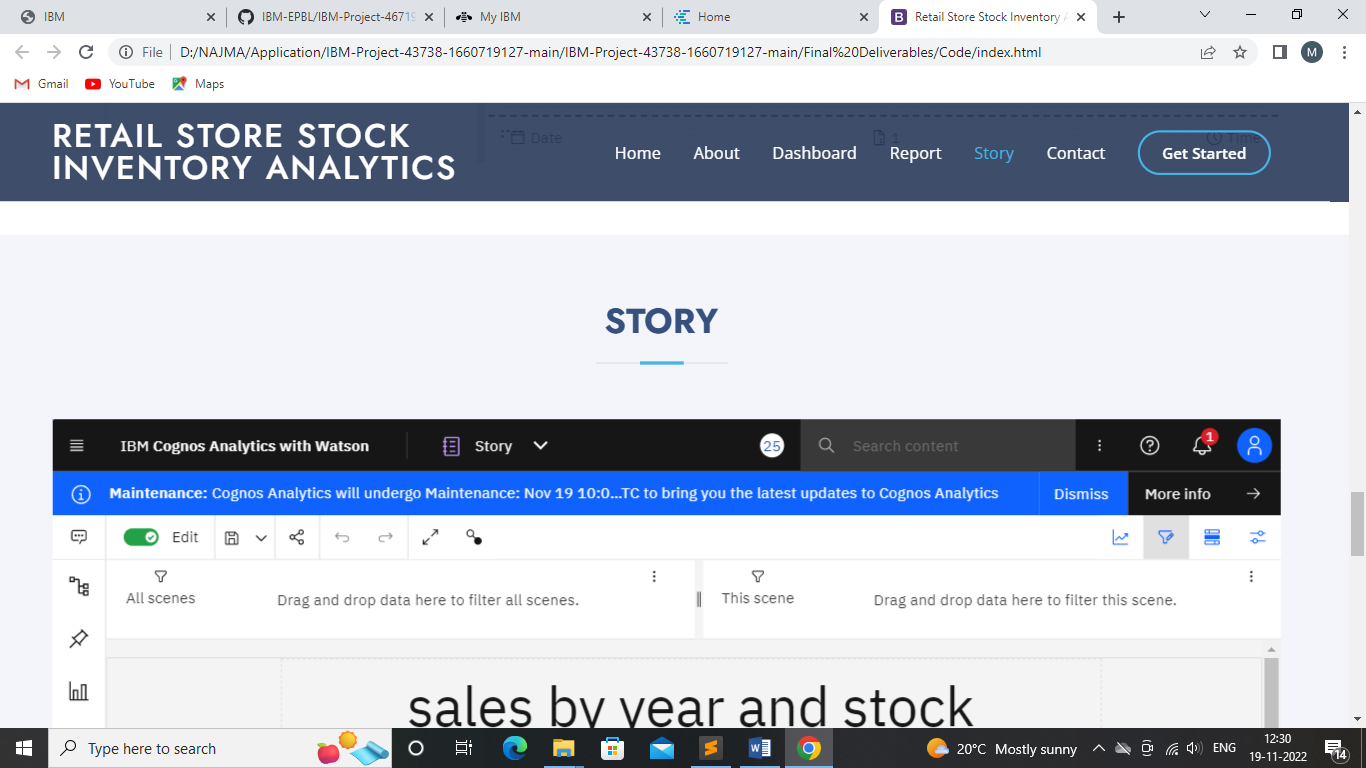 IBM
IBM-EPBL/IBM-Project-46719
My IBM
Home
Retail Store Stock Inventory A
File | D:/NAJMA/Application/IBM-Project-43738-1660719127-main/IBM-Project-43738-1660719127-main/Final%20Deliverables/Code/index.html
M
Gmail
YouTube
Maps
Date
1
Time
RETAIL STORE STOCK
INVENTORY ANALYTICS
Home
About
Dashboard
Report
Story
Contact
Get Started
STORY
IBM Cognos Analytics with Watson
Story
25
Search content
1
Maintenance: Cognos Analytics will undergo Maintenance: Nov 19 10:0...TC to bring you the latest updates to Cognos Analytics
Dismiss
More info
Edit
All scenes
Drag and drop data here to filter all scenes.
This scene
Drag and drop data here to filter this scene.
sales by year and stock
Type here to search
20°C Mostly sunny
ENG
12:30
19-11-2022
14